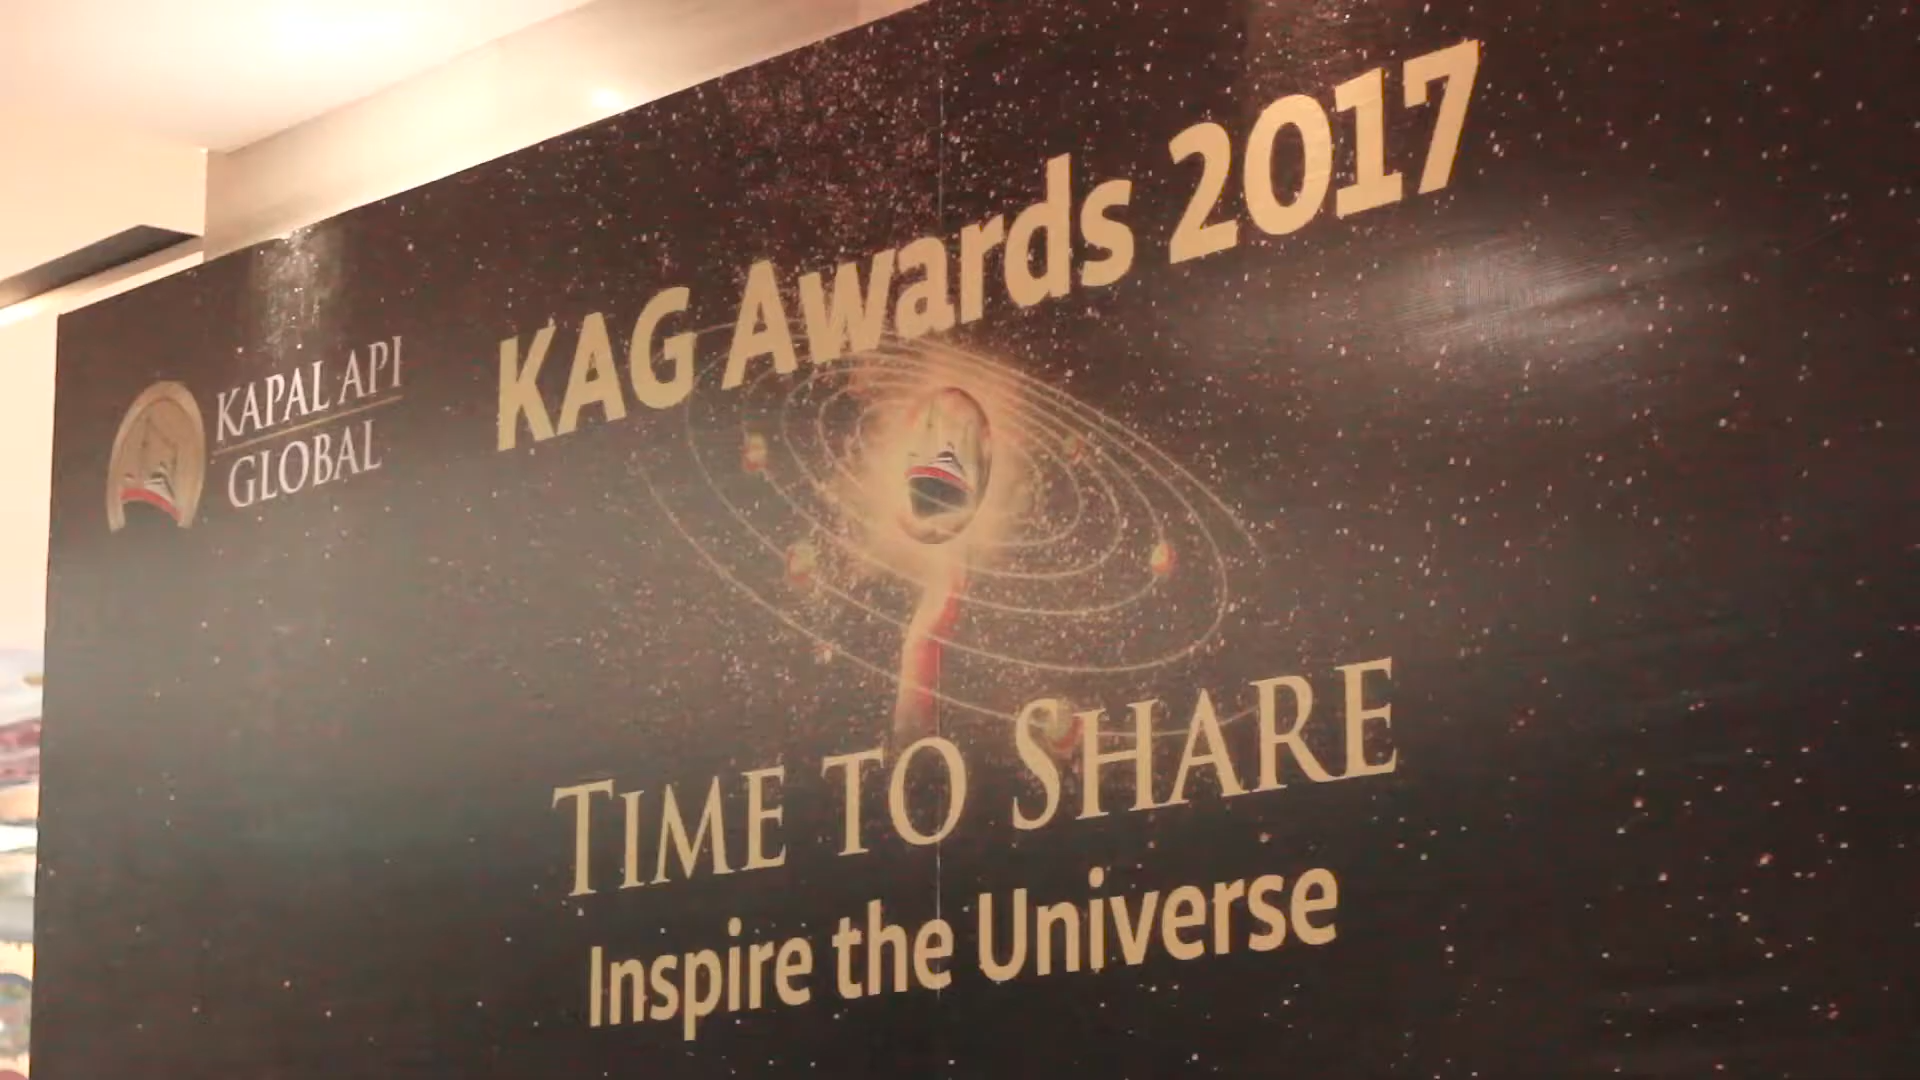 KAG Awards 2017
KAPAL API
GLOBAL
TIME TO SHARE
Inspire the Universe